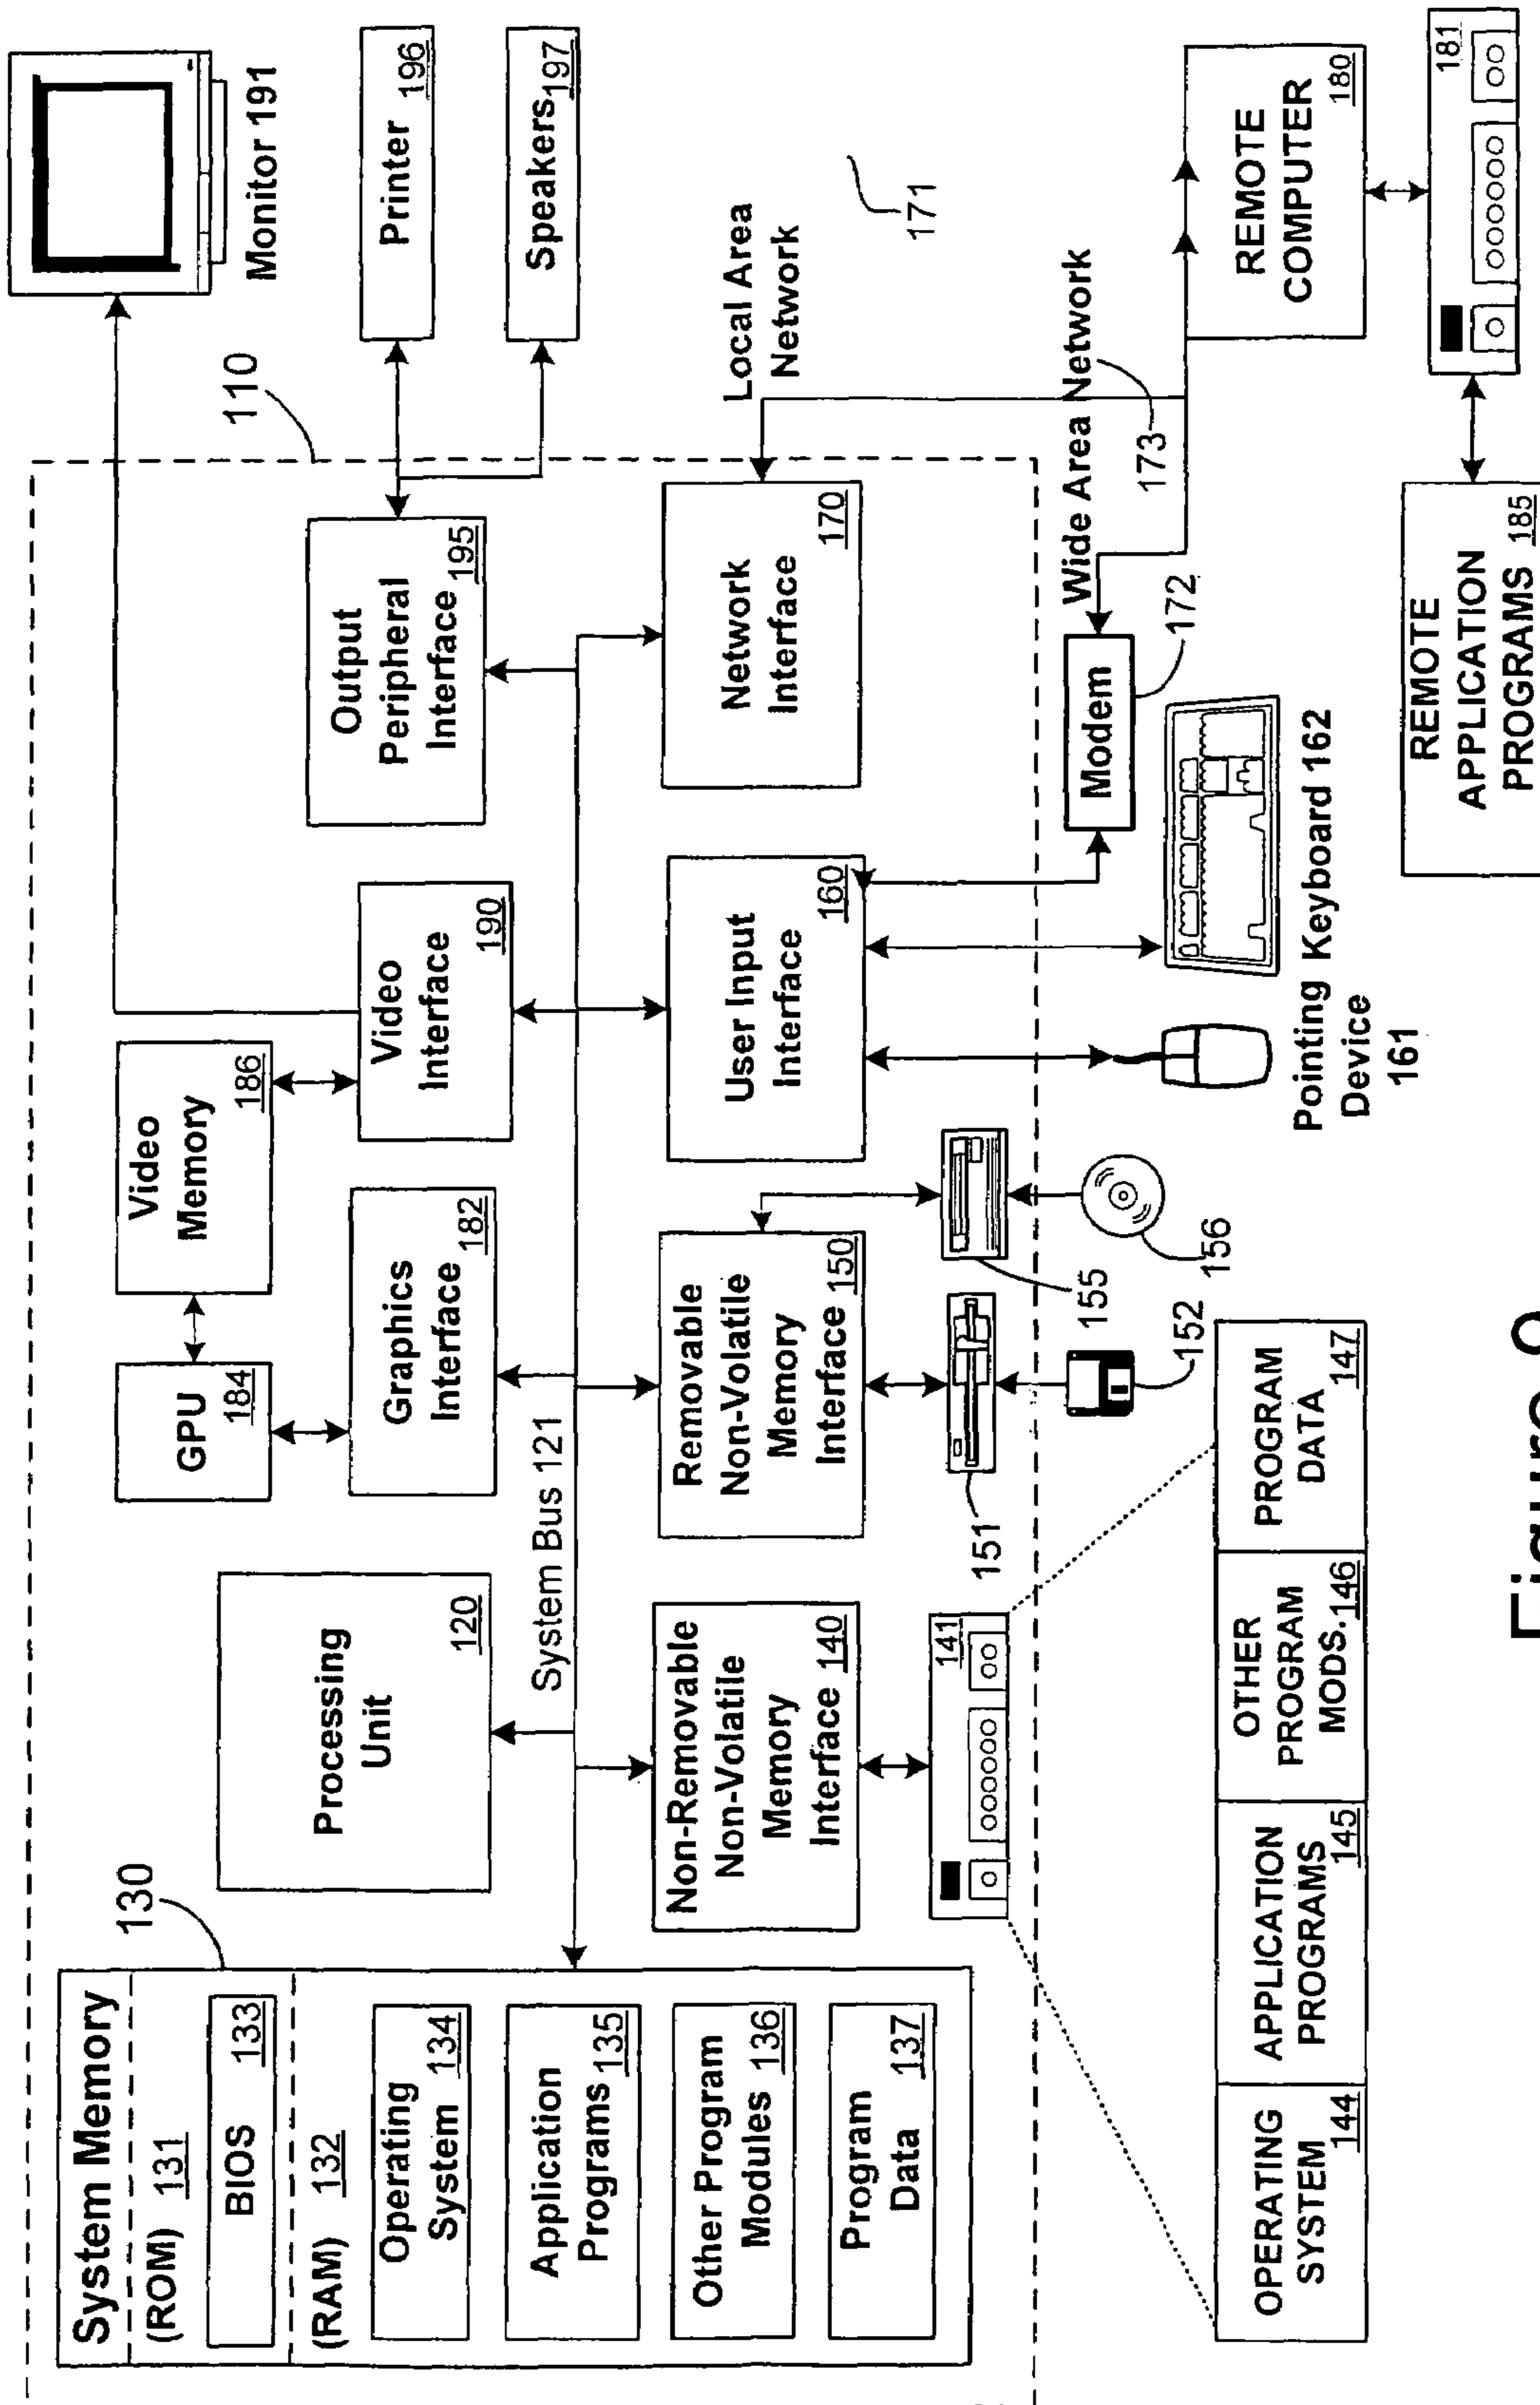 System Memory
(ROM) 131
BIOS 133
(RAM) 132
Operating
System 134
Application
Programs 135
Other Program
Modules 136
Program
Data 137
130
Processing
Unit
120
System Bus 121
GPU
184
Video
Memory
186
Graphics
Interface
182
Video
Interface
190
Output
Peripheral
Interface
195
110
Monitor 191
Printer 196
Speakers 197
Non-Removable
Non-Volatile
Memory
Interface 140
Removable
Non-Volatile
Memory
Interface 150
User Input
Interface
160
Network
Interface
170
Local Area
Network
171
141
151
155
152
156
Modem
172
Wide Area Network
173
Pointing
Device
161
Keyboard 162
REMOTE
COMPUTER
180
181
OPERATING
SYSTEM 144
APPLICATION
PROGRAMS 145
OTHER
PROGRAM
MODS. 146
PROGRAM
DATA 147
REMOTE
APPLICATION
PROGRAMS 185
Figure